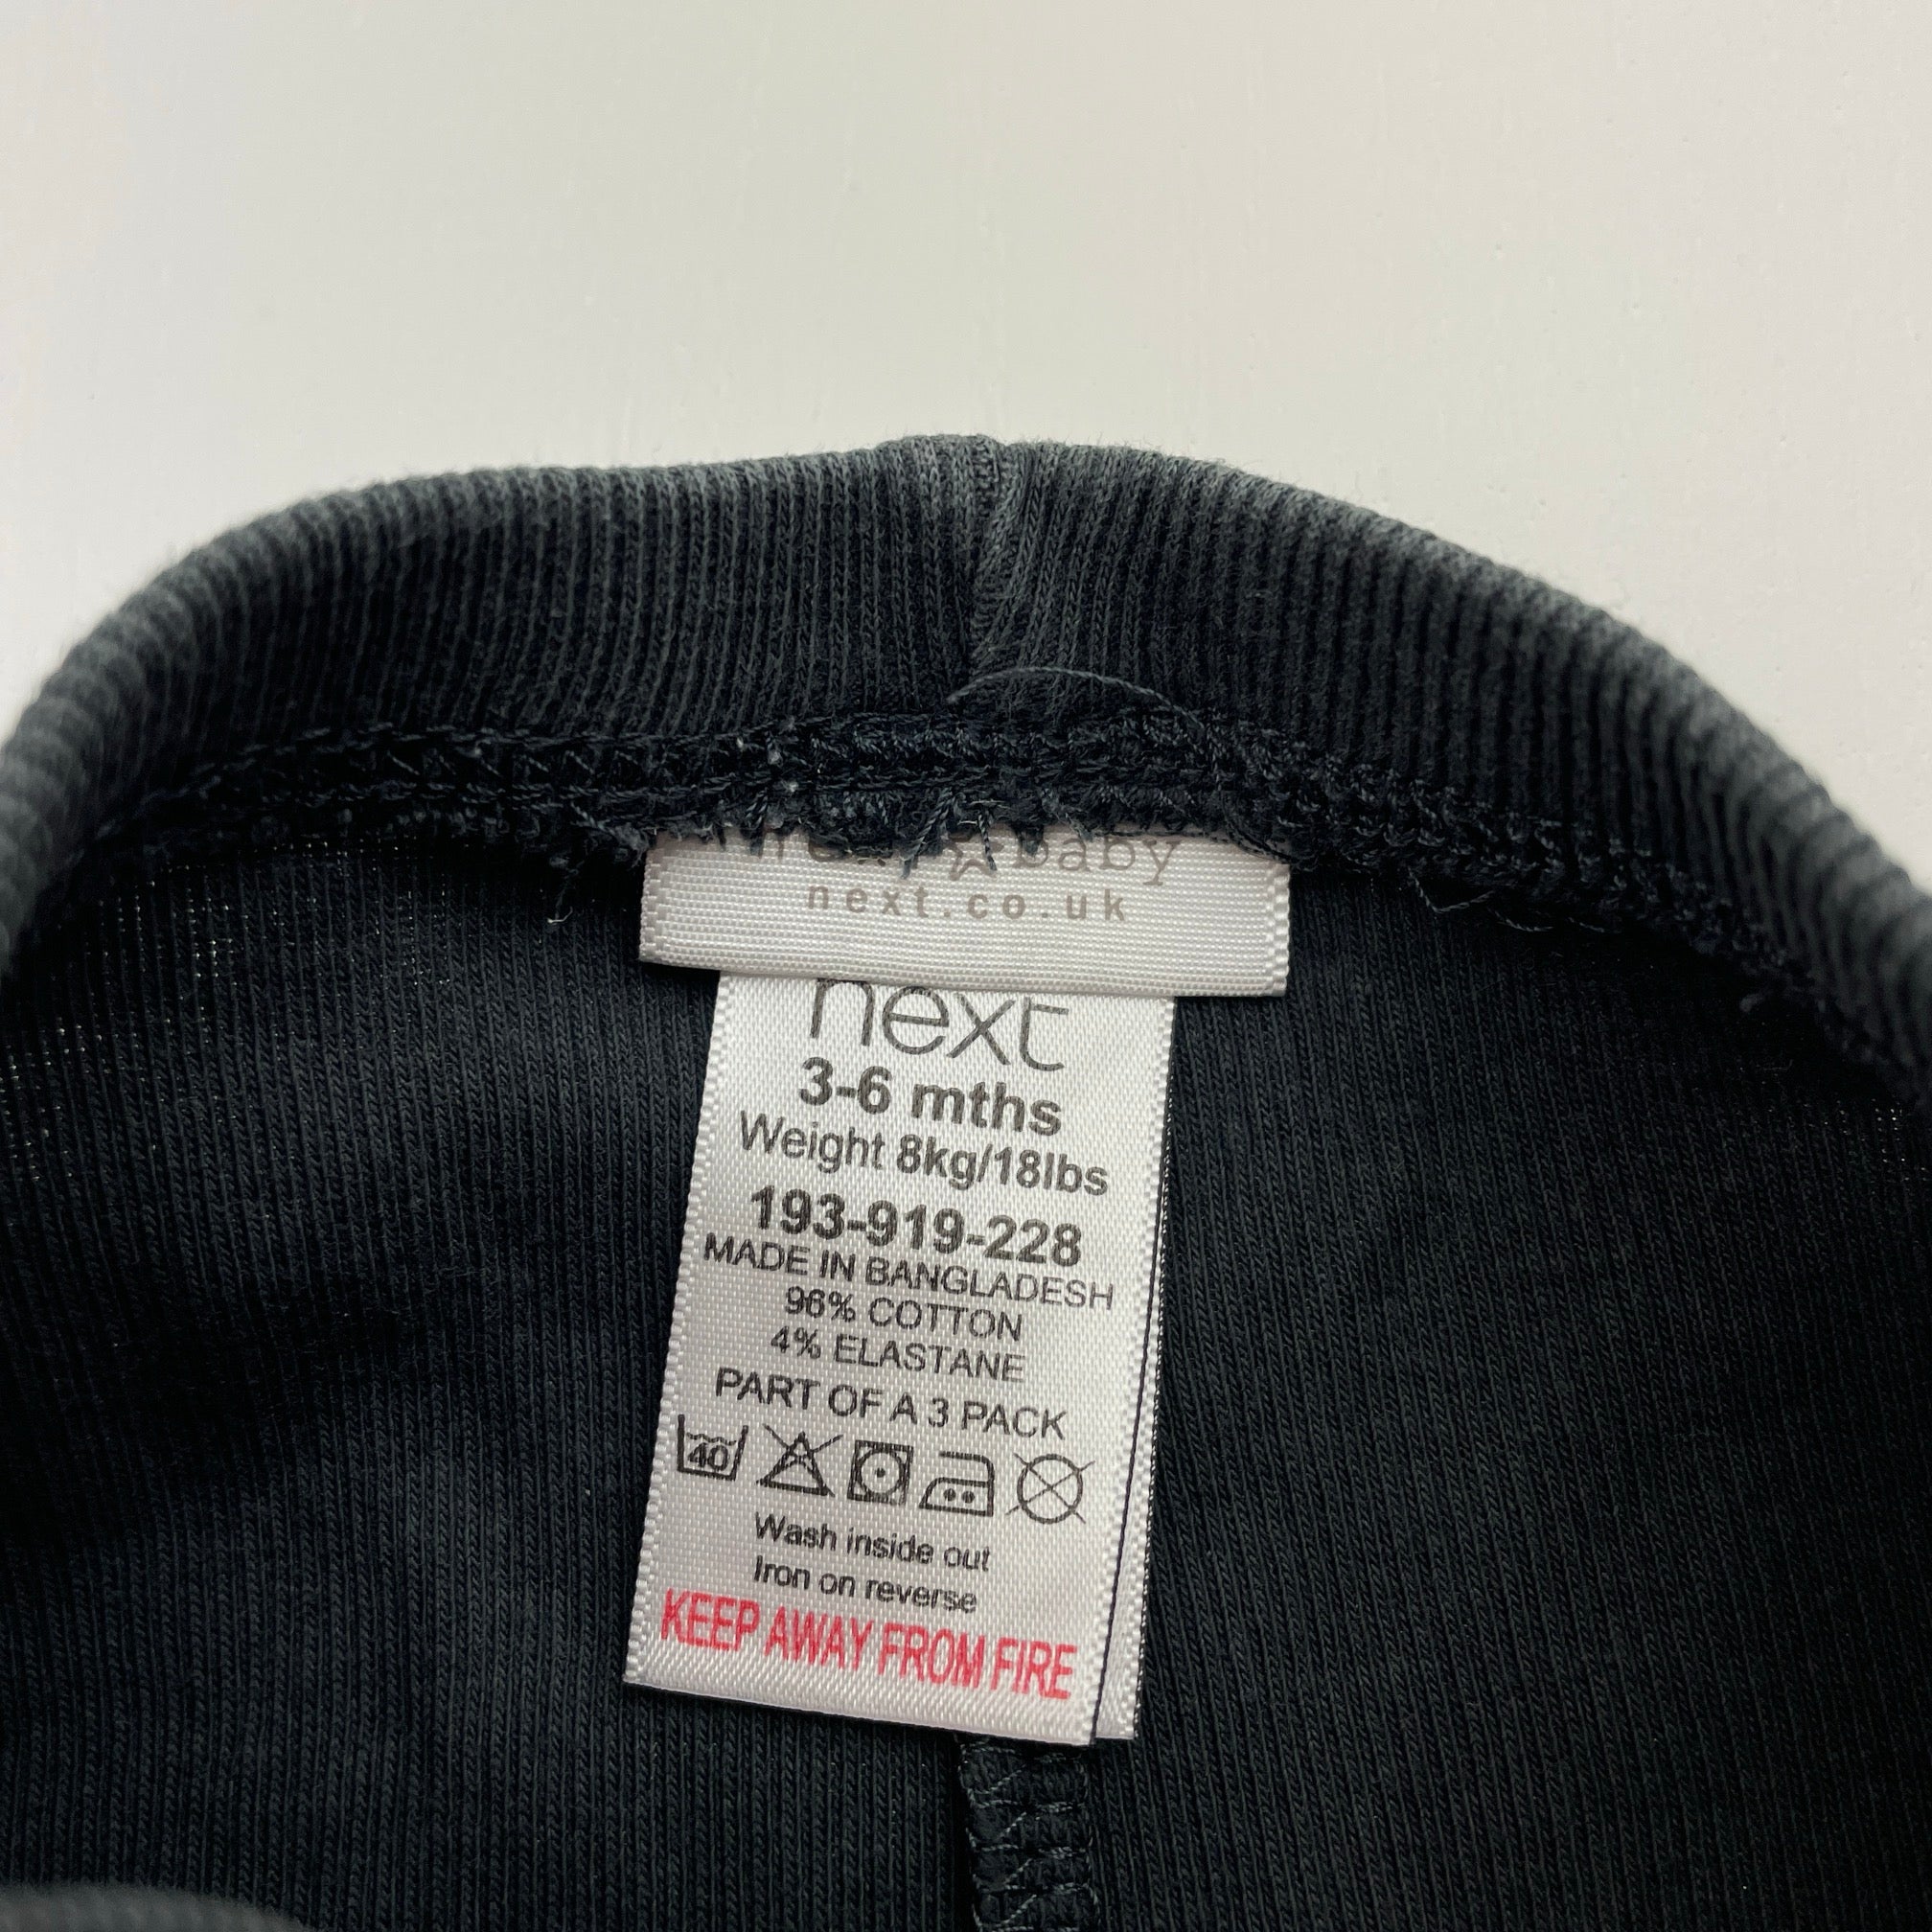 baby
next.co.uk
next
3-6 mths
Weight 8kg/18lbs
193-919-228
MADE IN BANGLADESH
96% COTTON
4% ELASTANE
PART OF A 3 PACK
40
Wash inside out
Iron on reverse
KEEP AWAY FROM FIRE